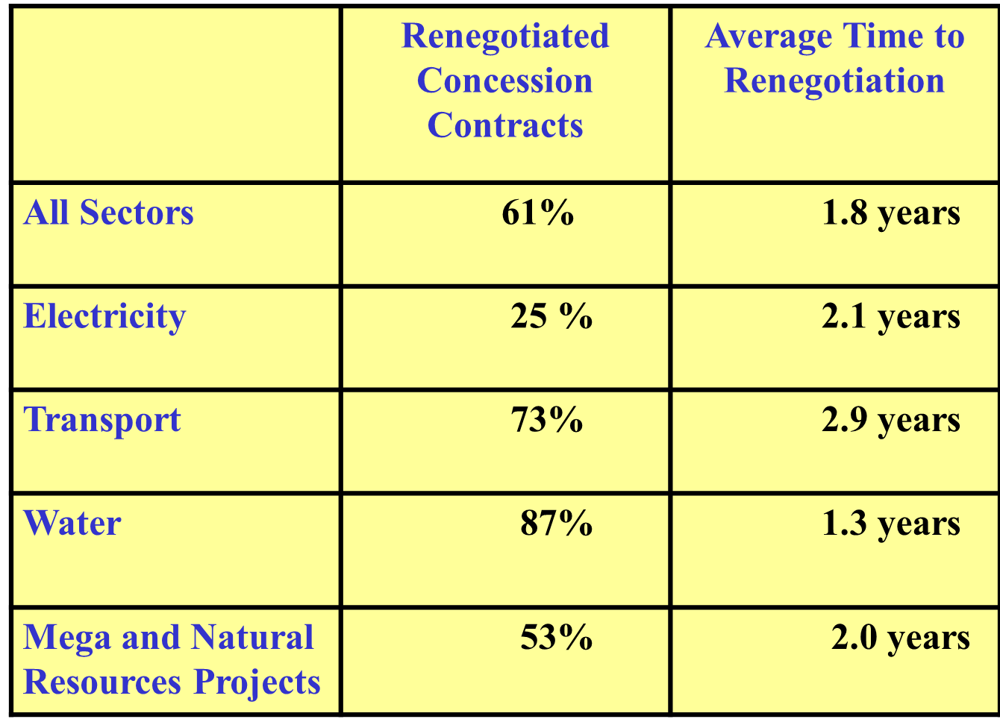 Renegotiated
Concession
Contracts
Average Time to
Renegotiation
All Sectors 61% 1.8 years
Electricity 25 % 2.1 years
Transport 73% 2.9 years
Water 87% 1.3 years
Mega and Natural
Resources Projects
53% 2.0 years